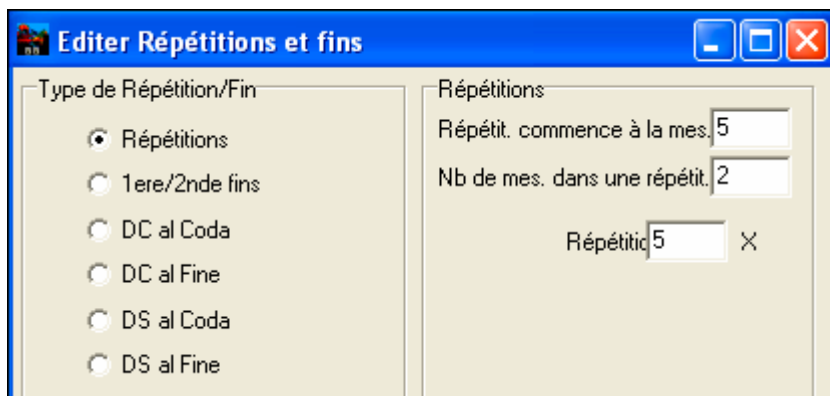 Editer Répétitions et fins
Type de Répétition/Fin
Répétitions
1ere/2nde fins
DC al Coda
DC al Fine
DS al Coda
DS al Fine
Répétitions
Répétit. commence à la mes. 5
Nb de mes. dans une répétit. 2
Répétitic 5 X